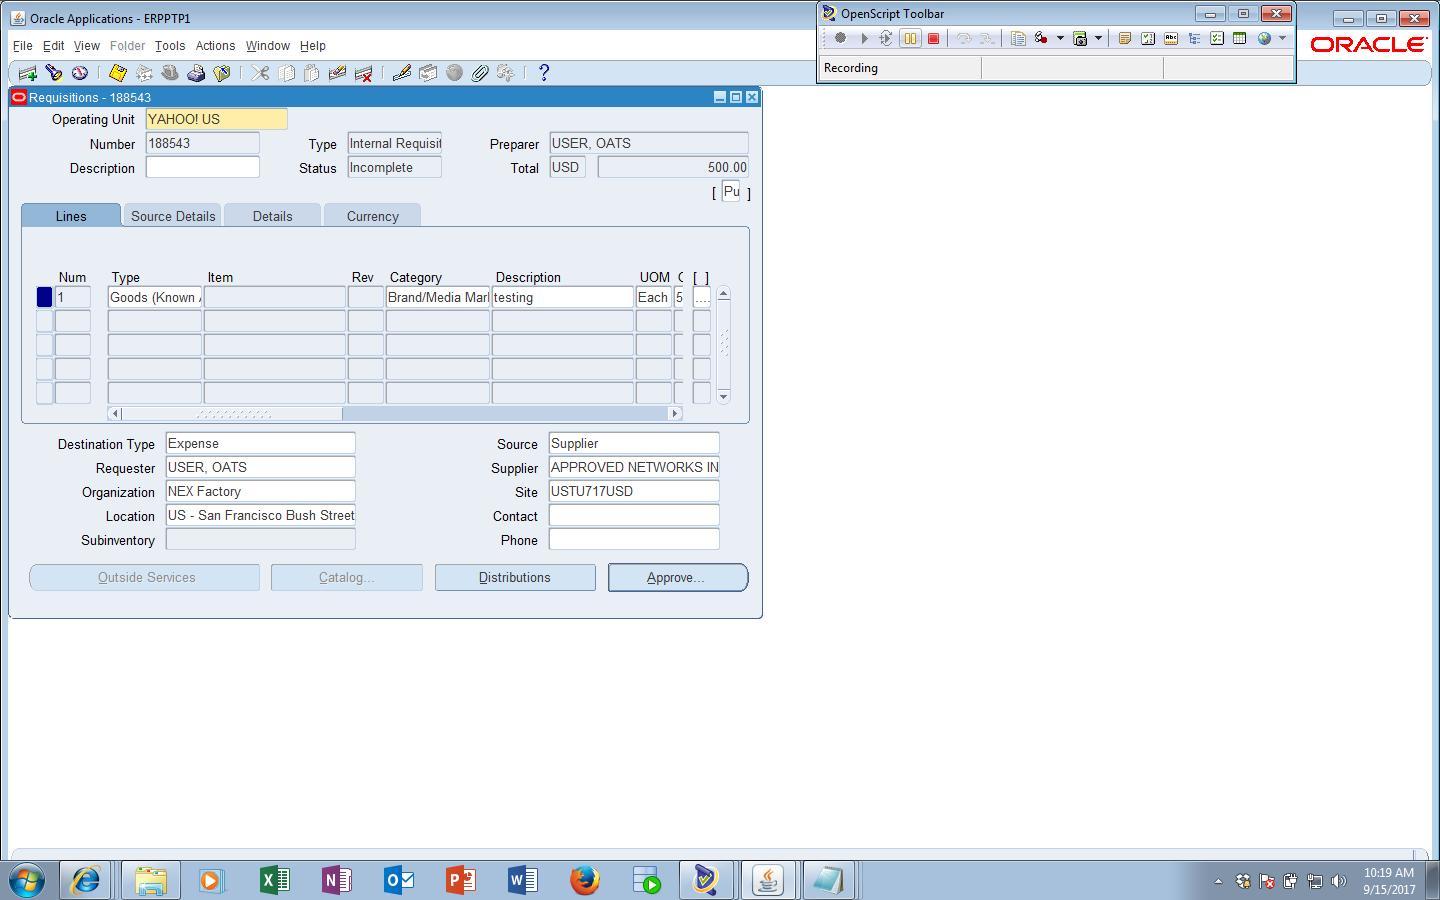 Oracle Applications - ERPPTP1
OpenScript Toolbar
File Edit View Folder Tools Actions Window Help
ORACLE
Recording
Requisitions - 188543
Operating Unit YAHOO! US
Number 188543 Type Internal Requisit Preparer USER, OATS
Description Status Incomplete Total USD 500.00
[ Pu ]
Lines Source Details Details Currency
Num Type Item Rev Category Description UOM [ ]
1 Goods (Known Brand/Media Mar testing Each 5 ....
Destination Type Expense Source Supplier
Requester USER, OATS Supplier APPROVED NETWORKS IN
Organization NEX Factory Site USTU717USD
Location US - San Francisco Bush Street Contact
Subinventory Phone
Outside Services Catalog... Distributions Approve...
10:19 AM
9/15/2017